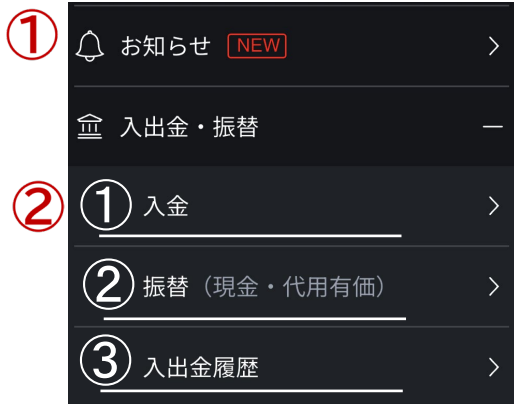 ① お知らせ NEW
入出金・振替
② ① 入金
② 振替（現金・代用有価）
③ 入出金履歴